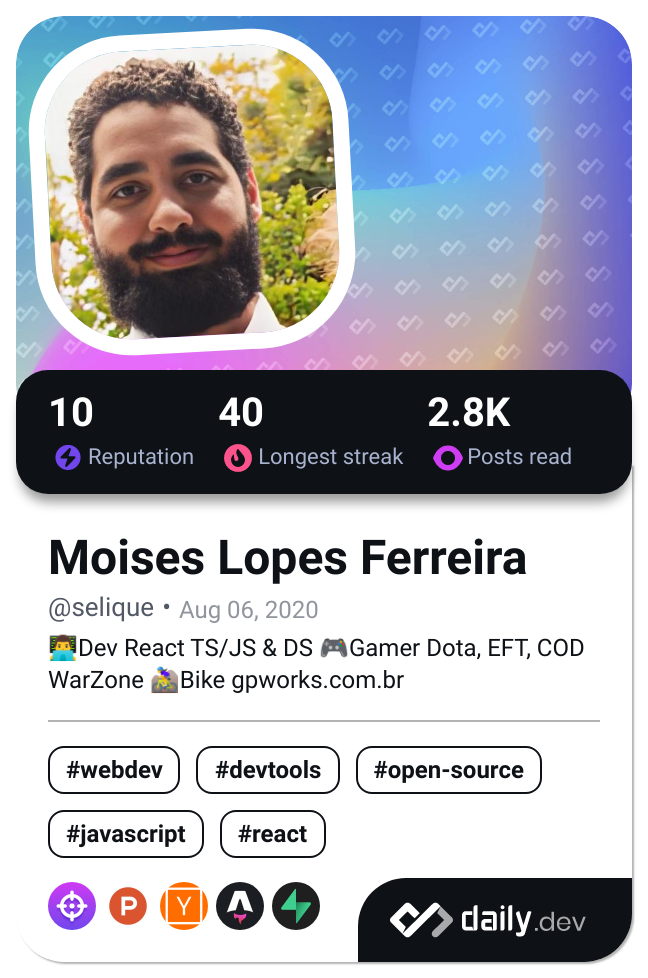 10 40 2.8K
Reputation Longest streak Posts read
Moises Lopes Ferreira
@selique • Aug 06, 2020
👨‍💻Dev React TS/JS & DS 🎮Gamer Dota, EFT, COD
WarZone 🚵Bike gpworks.com.br
#webdev #devtools #open-source
#javascript #react
P Y daily.dev